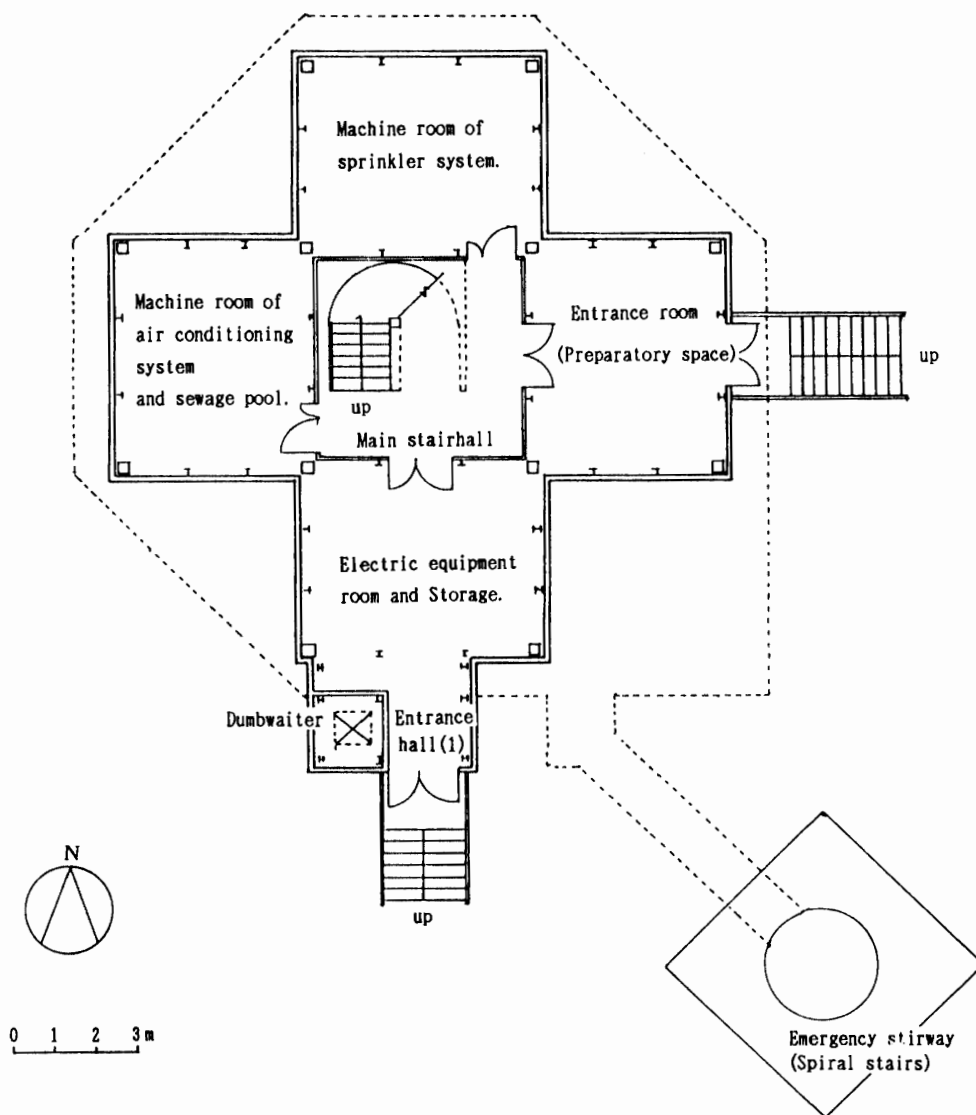 Machine room of
sprinkler system.
Machine room of
air conditioning
system
and sewage pool.
Entrance room
(Preparatory space)
up
up
Main stairhall
Electric equipment
room and Storage.
Dumbwaiter
Entrance
hall(1)
up
N
0 1 2 3 m
Emergency stirway
(Spiral stairs)